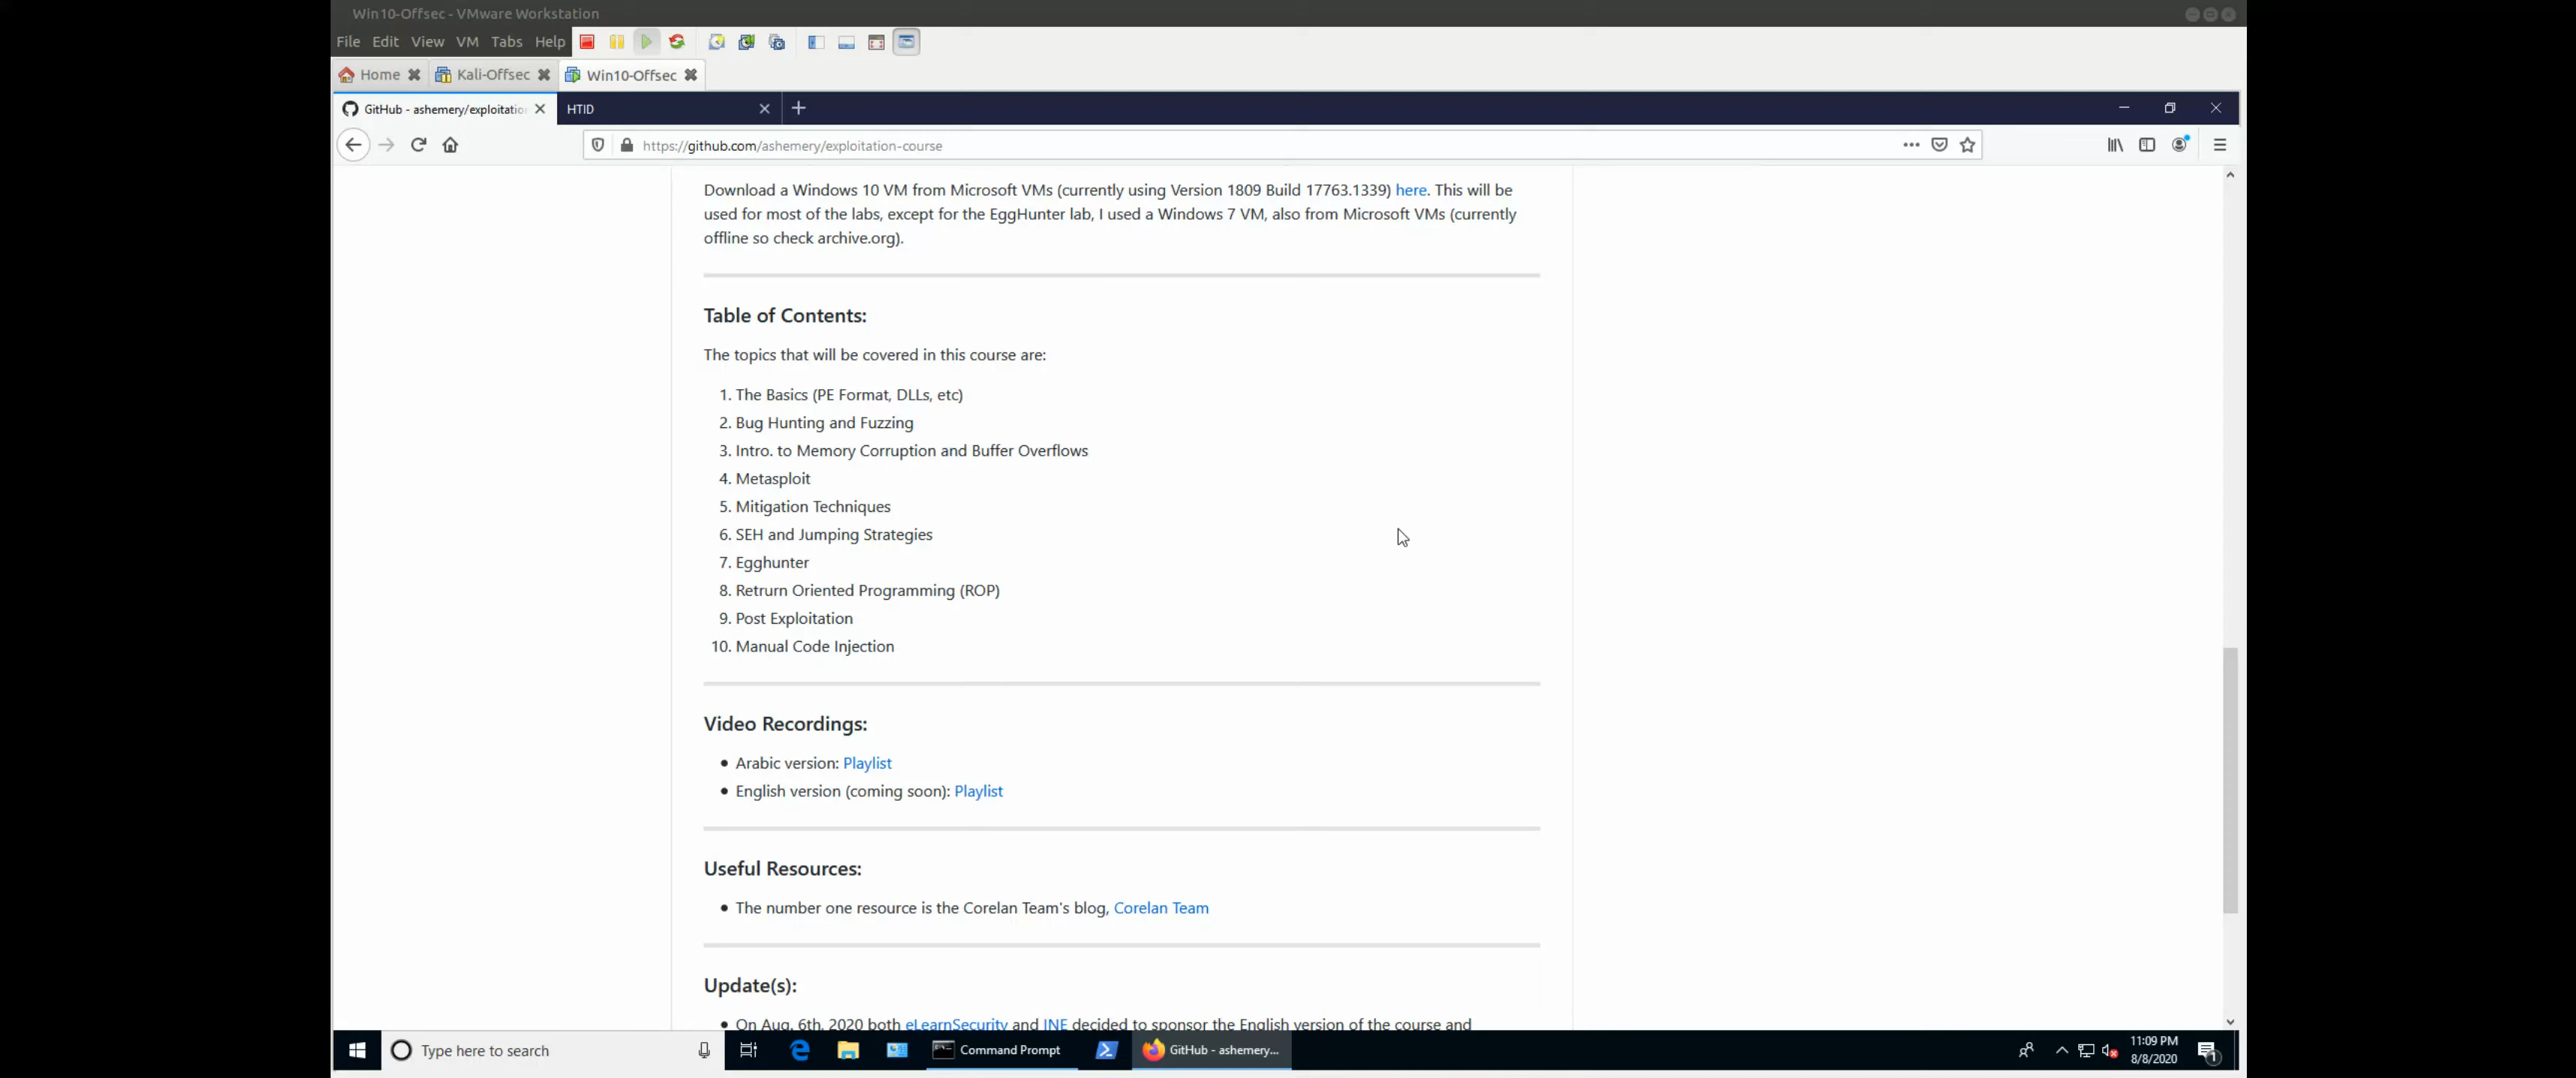 Win10-Offsec - VMware Workstation
File Edit View VM Tabs Help
Home Kali-Offsec Win10-Offsec
GitHub - ashemery/exploitatio HTID
https://github.com/ashemery/exploitation-course
Download a Windows 10 VM from Microsoft VMs (currently using Version 1809 Build 17763.1339) here. This will be
used for most of the labs, except for the EggHunter lab, I used a Windows 7 VM, also from Microsoft VMs (currently
offline so check archive.org).
Table of Contents:
The topics that will be covered in this course are:
1. The Basics (PE Format, DLLs, etc)
2. Bug Hunting and Fuzzing
3. Intro. to Memory Corruption and Buffer Overflows
4. Metasploit
5. Mitigation Techniques
6. SEH and Jumping Strategies
7. Egghunter
8. Retrurn Oriented Programming (ROP)
9. Post Exploitation
10. Manual Code Injection
Video Recordings:
• Arabic version: Playlist
• English version (coming soon): Playlist
Useful Resources:
• The number one resource is the Corelan Team's blog, Corelan Team
Update(s):
• On Aug. 6th, 2020 both eLearnSecurity and INE decided to sponsor the English version of the course and
Type here to search Command Prompt GitHub - ashemery... 11:09 PM
8/8/2020 1